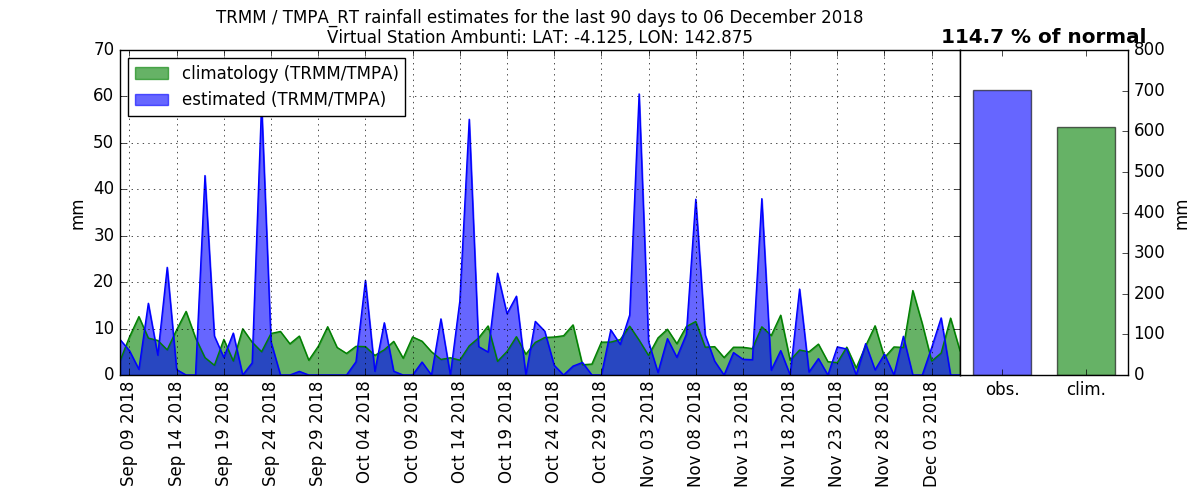 TRMM / TMPA_RT rainfall estimates for the last 90 days to 06 December 2018
Virtual Station Ambunti: LAT: -4.125, LON: 142.875
114.7 % of normal
climatology (TRMM/TMPA)
estimated (TRMM/TMPA)
mm
70
60
50
40
30
20
10
0
Sep 09 2018
Sep 14 2018
Sep 19 2018
Sep 24 2018
Sep 29 2018
Oct 04 2018
Oct 09 2018
Oct 14 2018
Oct 19 2018
Oct 24 2018
Oct 29 2018
Nov 03 2018
Nov 08 2018
Nov 13 2018
Nov 18 2018
Nov 23 2018
Nov 28 2018
Dec 03 2018
obs.
clim.
800
700
600
500
400
300
200
100
0
mm